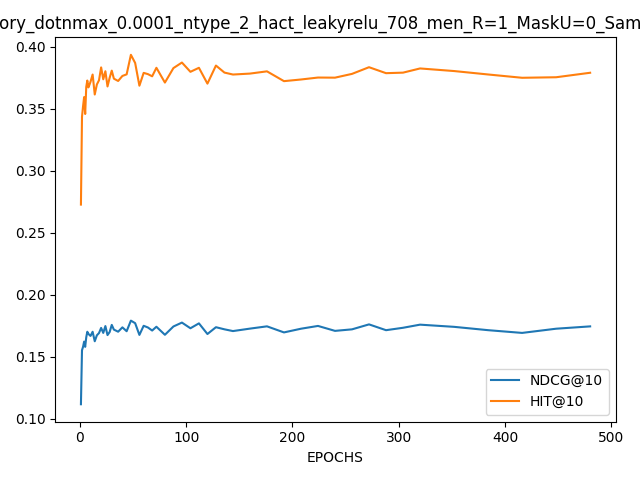 ory_dotnmax_0.0001_ntype_2_hact_leakyrelu_708_men_R=1_MaskU=0_Sam
0.40
0.35
0.30
0.25
0.20
0.15
0.10
NDCG@10
HIT@10
0 100 200 300 400 500
EPOCHS